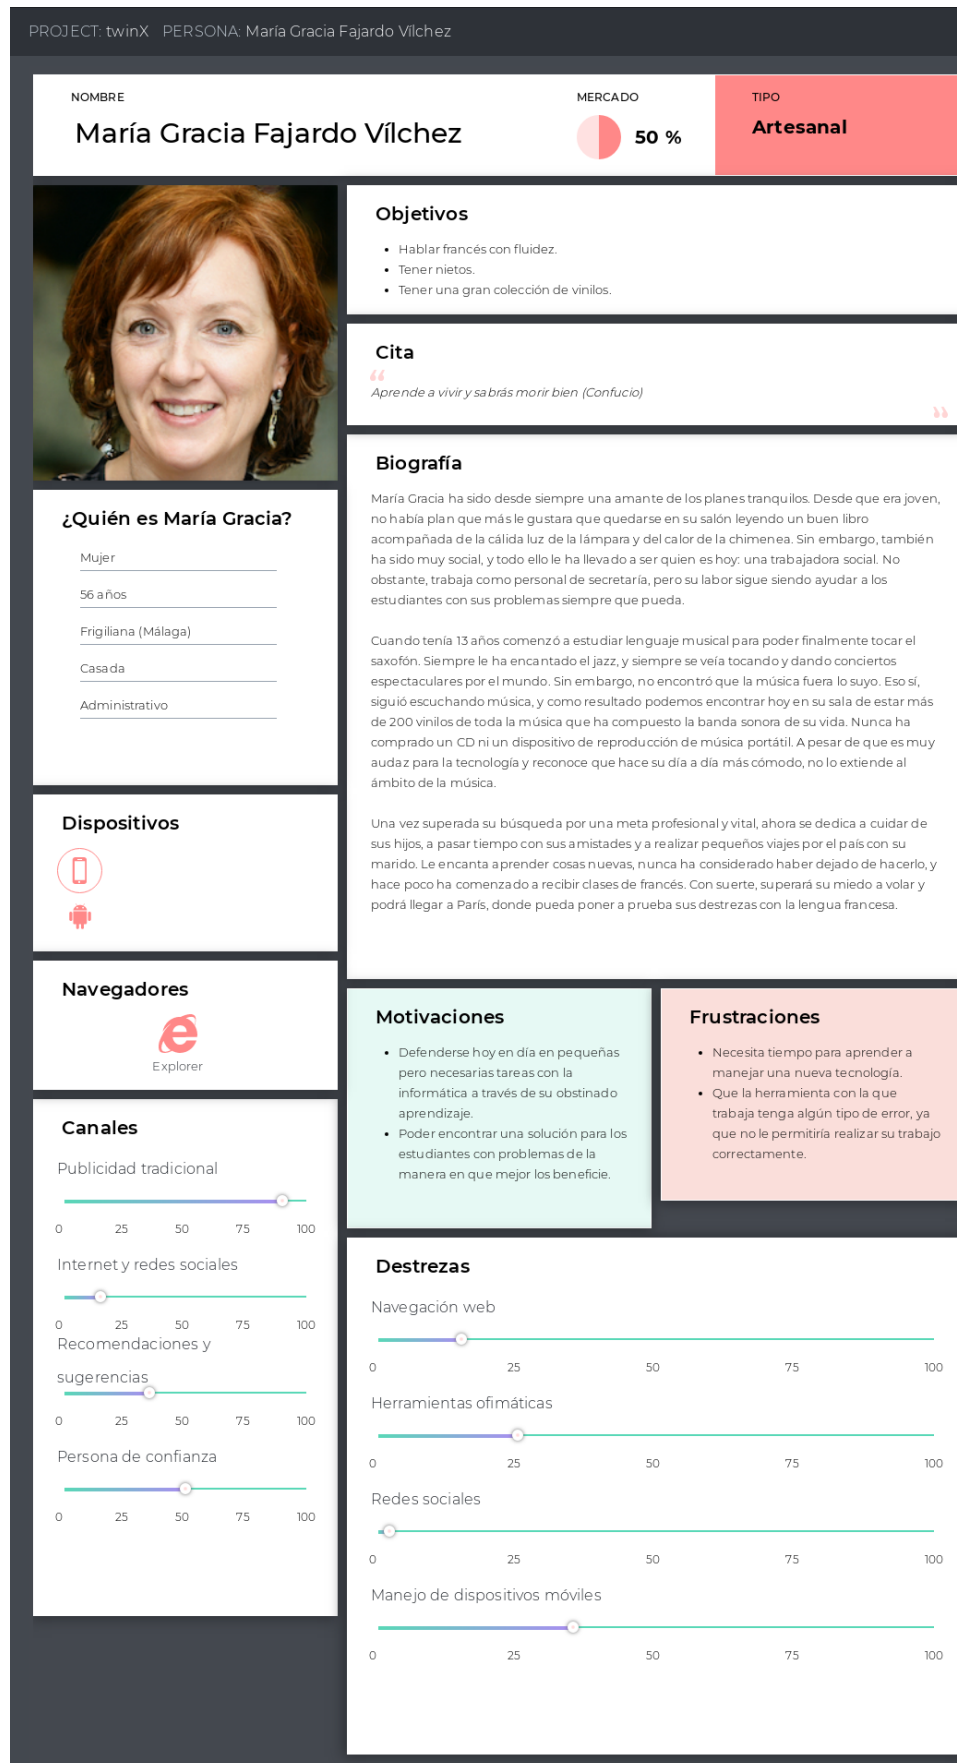 PROJECT: twinX PERSONA: María Gracia Fajardo Vílchez
NOMBRE
María Gracia Fajardo Vílchez
MERCADO
50 %
TIPO
Artesanal
Objetivos
• Hablar francés con fluidez.
• Tener nietos.
• Tener una gran colección de vinilos.
Cita
“
Aprende a vivir y sabrás morir bien (Confucio)
”
Biografía
María Gracia ha sido desde siempre una amante de los planes tranquilos. Desde que era joven,
no había plan que más le gustara que quedarse en su salón leyendo un buen libro
acompañada de la cálida luz de la lámpara y del calor de la chimenea. Sin embargo, también
ha sido muy social, y todo ello le ha llevado a ser quien es hoy: una trabajadora social. No
obstante, trabaja como personal de secretaría, pero su labor sigue siendo ayudar a los
estudiantes con sus problemas siempre que pueda.
Cuando tenía 13 años comenzó a estudiar lenguaje musical para poder finalmente tocar el
saxofón. Siempre le ha encantado el jazz, y siempre se veía tocando y dando conciertos
espectaculares por el mundo. Sin embargo, no encontró que la música fuera lo suyo. Eso sí,
siguió escuchando música, y como resultado podemos encontrar hoy en su sala de estar más
de 200 vinilos de toda la música que ha compuesto la banda sonora de su vida. Nunca ha
comprado un CD ni un dispositivo de reproducción de música portátil. A pesar de que es muy
audaz para la tecnología y reconoce que hace su día a día más cómodo, no lo extiende al
ámbito de la música.
Una vez superada su búsqueda por una meta profesional y vital, ahora se dedica a cuidar de
sus hijos, a pasar tiempo con sus amistades y a realizar pequeños viajes por el país con su
marido. Le encanta aprender cosas nuevas, nunca ha considerado haber dejado de hacerlo, y
hace poco ha comenzado a recibir clases de francés. Con suerte, superará su miedo a volar y
podrá llegar a París, donde pueda poner a prueba sus destrezas con la lengua francesa.
¿Quién es María Gracia?
Mujer
56 años
Frigiliana (Málaga)
Casada
Administrativo
Dispositivos
Navegadores
Explorer
Canales
Publicidad tradicional
0 25 50 75 100
Internet y redes sociales
0 25 50 75 100
Recomendaciones y
sugerencias
0 25 50 75 100
Persona de confianza
0 25 50 75 100
Motivaciones
• Defenderse hoy en día en pequeñas
pero necesarias tareas con la
informática a través de su obstinado
aprendizaje.
• Poder encontrar una solución para los
estudiantes con problemas de la
manera en que mejor los beneficie.
Frustraciones
• Necesita tiempo para aprender a
manejar una nueva tecnología.
• Que la herramienta con la que
trabaja tenga algún tipo de error, ya
que no le permitiría realizar su trabajo
correctamente.
Destrezas
Navegación web
0 25 50 75 100
Herramientas ofimáticas
0 25 50 75 100
Redes sociales
0 25 50 75 100
Manejo de dispositivos móviles
0 25 50 75 100